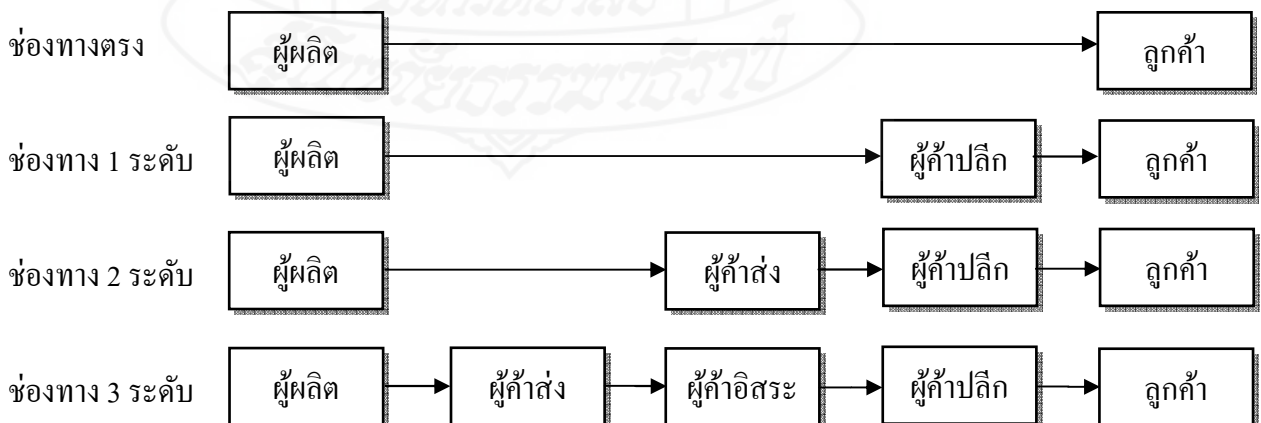 ช่องทางตรง ผู้ผลิต ลูกค้า
ช่องทาง 1 ระดับ ผู้ผลิต ผู้ค้าปลีก ลูกค้า
ช่องทาง 2 ระดับ ผู้ผลิต ผู้ค้าส่ง ผู้ค้าปลีก ลูกค้า
ช่องทาง 3 ระดับ ผู้ผลิต ผู้ค้าส่ง ผู้ค้าอิสระ ผู้ค้าปลีก ลูกค้า